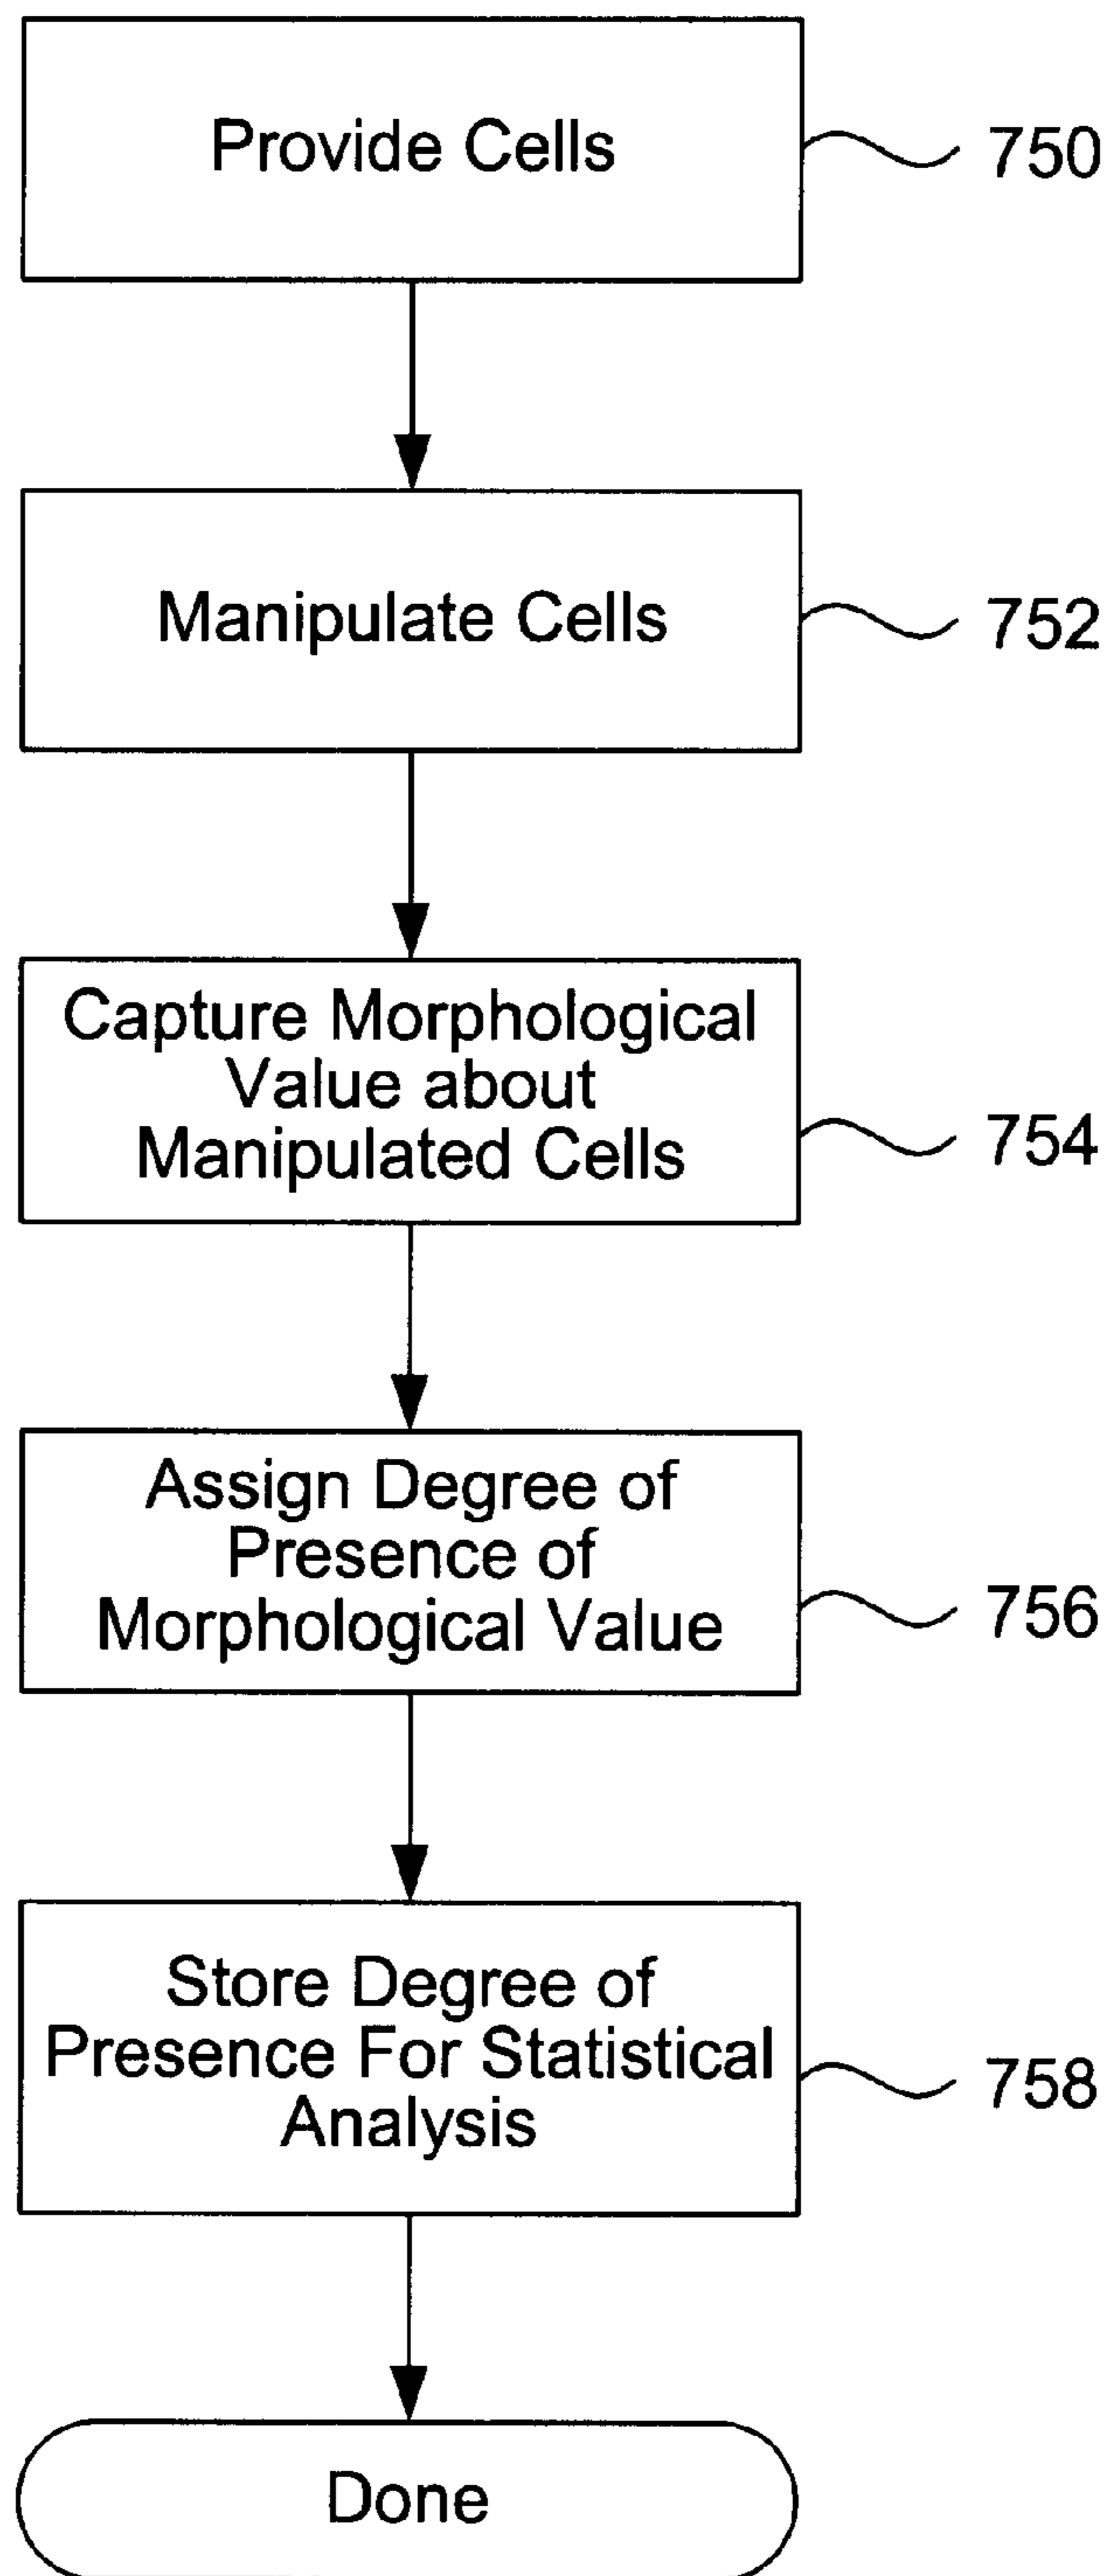 Provide Cells
750
Manipulate Cells
752
Capture Morphological
Value about
Manipulated Cells
754
Assign Degree of
Presence of
Morphological Value
756
Store Degree of
Presence For Statistical
Analysis
758
Done